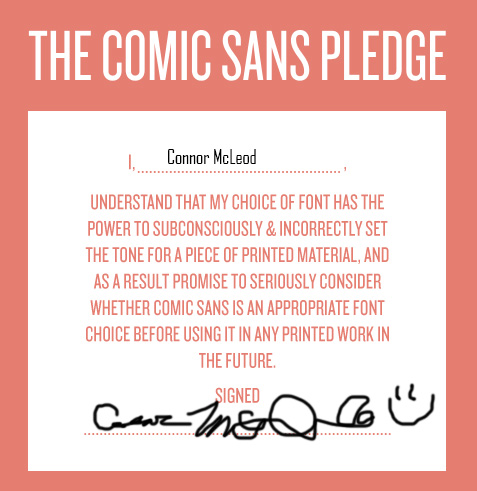 THE COMIC SANS PLEDGE
I, Connor McLeod ,
UNDERSTAND THAT MY CHOICE OF FONT HAS THE
POWER TO SUBCONSCIOUSLY & INCORRECTLY SET
THE TONE FOR A PIECE OF PRINTED MATERIAL, AND
AS A RESULT PROMISE TO SERIOUSLY CONSIDER
WHETHER COMIC SANS IS AN APPROPRIATE FONT
CHOICE BEFORE USING IT IN ANY PRINTED WORK IN
THE FUTURE.
SIGNED